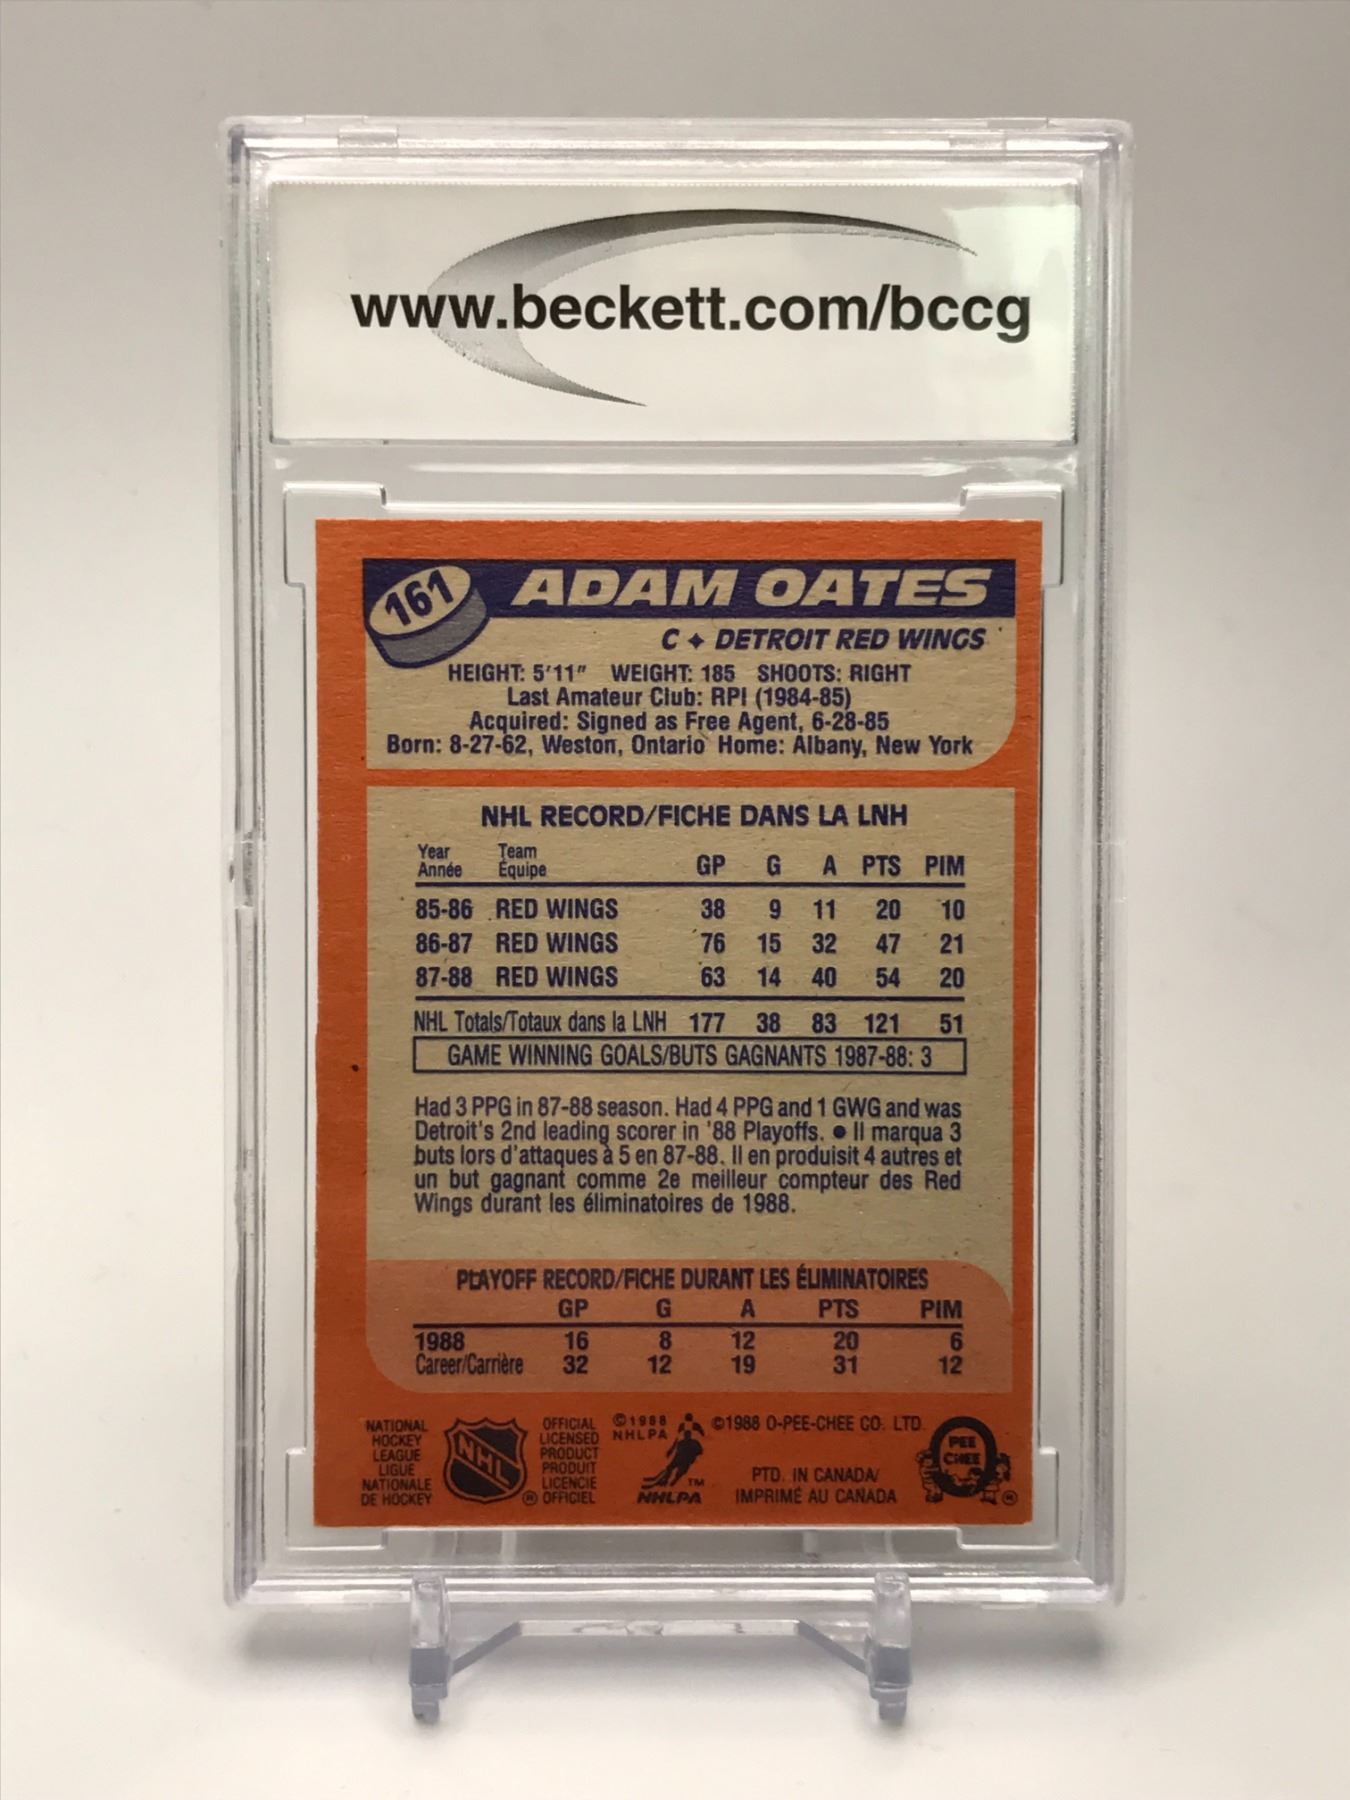 www.beckett.com/bccg
161
ADAM OATES
C ✦ DETROIT RED WINGS
HEIGHT: 5'11" WEIGHT: 185 SHOOTS: RIGHT
Last Amateur Club: RPI (1984-85)
Acquired: Signed as Free Agent, 6-28-85
Born: 8-27-62, Weston, Ontario Home: Albany, New York
NHL RECORD/FICHE DANS LA LNH
Year Team
Année Équipe GP G A PTS PIM
85-86 RED WINGS 38 9 11 20 10
86-87 RED WINGS 76 15 32 47 21
87-88 RED WINGS 63 14 40 54 20
NHL Totals/Totaux dans la LNH 177 38 83 121 51
GAME WINNING GOALS/BUTS GAGNANTS 1987-88: 3
Had 3 PPG in 87-88 season. Had 4 PPG and 1 GWG and was
Detroit's 2nd leading scorer in '88 Playoffs. ● Il marqua 3
buts lors d'attaques à 5 en 87-88. Il en produisit 4 autres et
un but gagnant comme 2e meilleur compteur des Red
Wings durant les éliminatoires de 1988.
PLAYOFF RECORD/FICHE DURANT LES ÉLIMINATOIRES
GP G A PTS PIM
1988 16 8 12 20 6
Career/Carrière 32 12 19 31 12
NATIONAL
HOCKEY
LEAGUE
LIGUE
NATIONALE
DE HOCKEY
NHL
®
OFFICIAL
LICENSED
PRODUCT
PRODUIT
LICENCIE
OFFICIEL
©1988
NHLPA
TM
NHLPA
©1988 O-PEE-CHEE CO. LTD.
PTD. IN CANADA/
IMPRIMÉ AU CANADA
O
PEE
CHEE
®